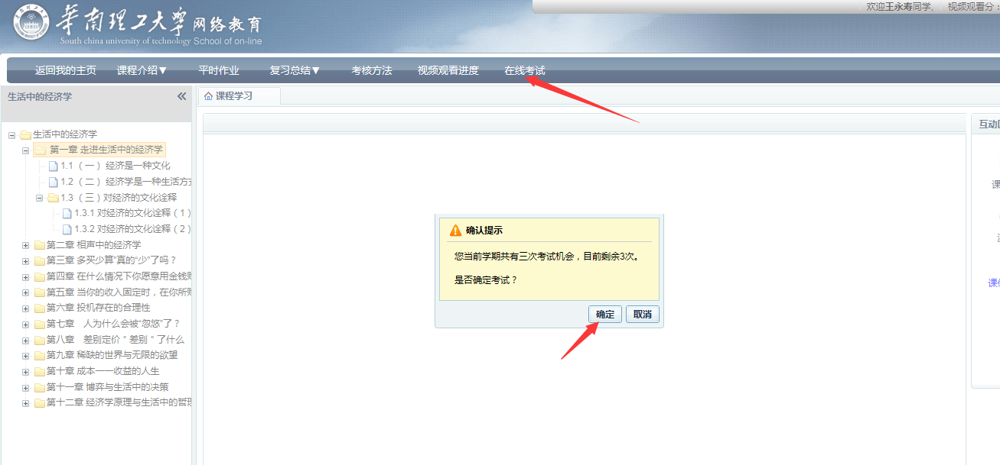 欢迎王永寿同学, 视频观看分：
華南理工大學 网络教育
South china university of technology School of on-line
返回我的主页 课程介绍▼ 平时作业 复习总结▼ 考核方法 视频观看进度 在线考试
生活中的经济学
课程学习
互动
生活中的经济学
第一章 走进生活中的经济学
1.1（一）经济是一种文化
1.2（二）经济学是一种生活方式
1.3（三）对经济的文化诠释
1.3.1 对经济的文化诠释（1）
1.3.2 对经济的文化诠释（2）
第二章 相声中的经济学
第三章 多买少算"真的"少"了吗？
第四章 在什么情况下你愿意用金钱
第五章 当你的收入固定时，在你所
第六章 投机存在的合理性
第七章 人为什么会被"忽悠"了？
第八章 差别定价＂差别＂了什么
第九章 稀缺的世界与无限的欲望
第十章 成本一一收益的人生
第十一章 博弈与生活中的决策
第十二章 经济学原理与生活中的哲
确认提示
您当前学期共有三次考试机会，目前剩余3次。
是否确定考试？
确定 取消
课
课